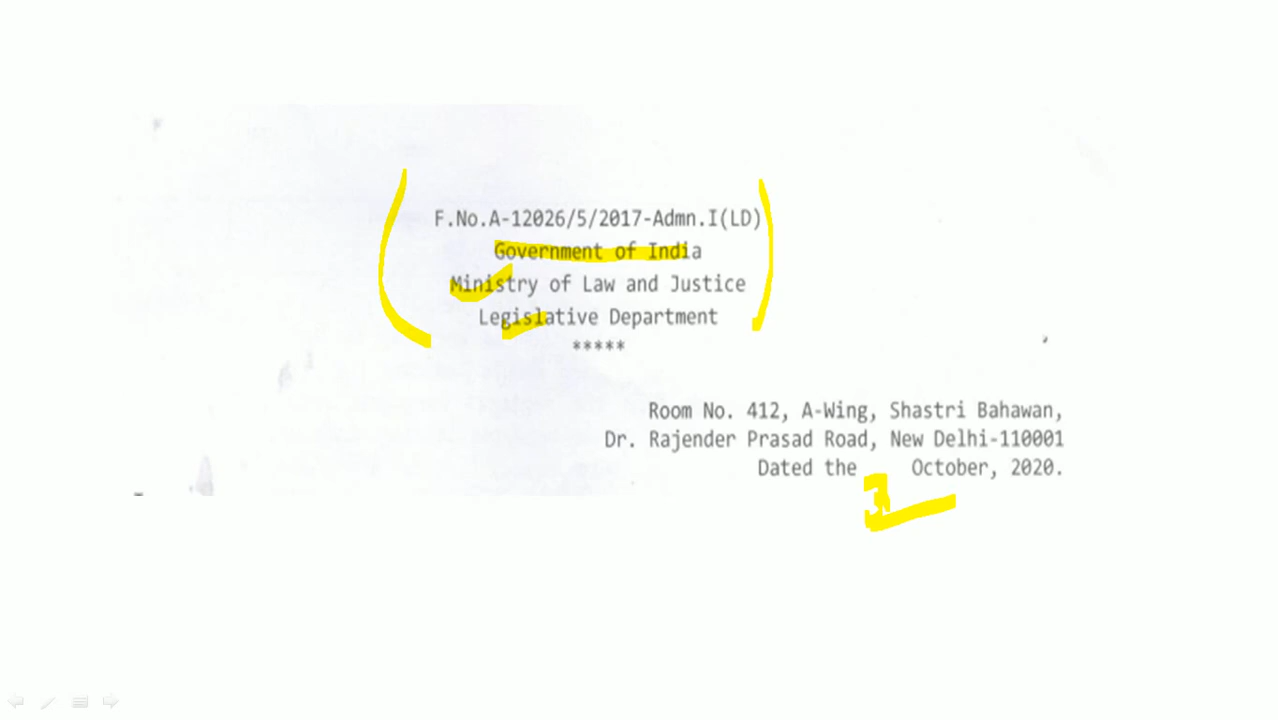 F.No.A-12026/5/2017-Admn.I(LD)
Government of India
Ministry of Law and Justice
Legislative Department
*****
Room No. 412, A-Wing, Shastri Bahawan,
Dr. Rajender Prasad Road, New Delhi-110001
Dated the October, 2020.